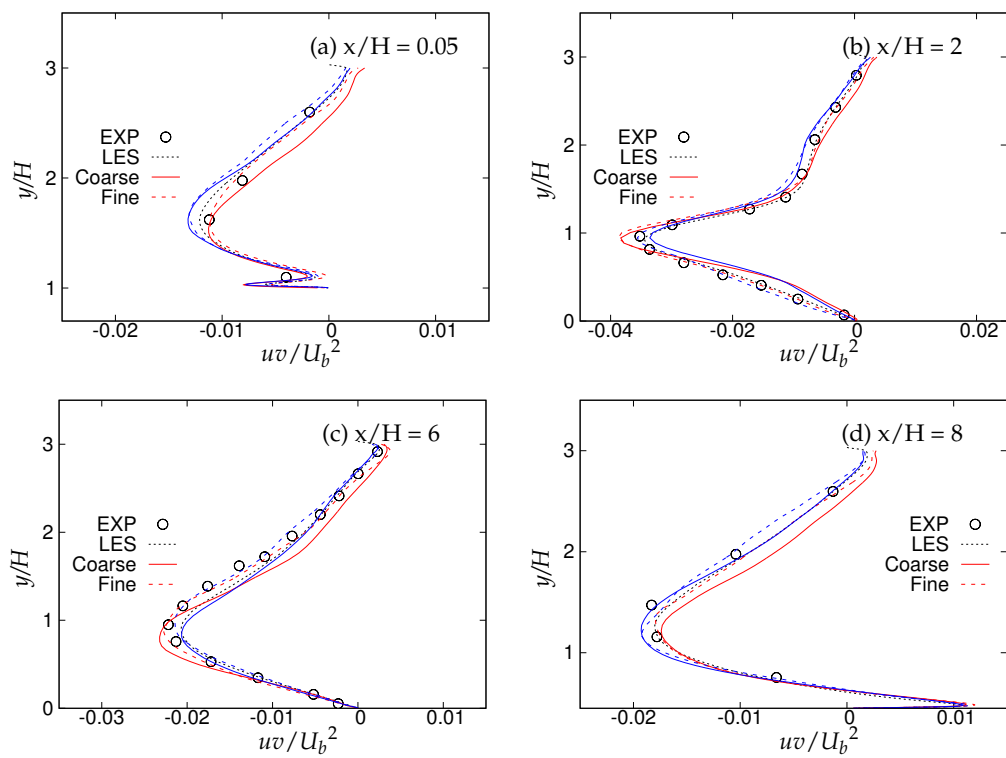 (a) x/H = 0.05
3
2
1
y/H
EXP
LES
Coarse
Fine
-0.02 -0.01 0 0.01
uv/U_b^2
(b) x/H = 2
3
2
1
0
y/H
EXP
LES
Coarse
Fine
-0.04 -0.02 0 0.02
uv/U_b^2
(c) x/H = 6
3
2
1
0
y/H
EXP
LES
Coarse
Fine
-0.03 -0.02 -0.01 0 0.01
uv/U_b^2
(d) x/H = 8
3
2
1
y/H
EXP
LES
Coarse
Fine
-0.02 -0.01 0 0.01
uv/U_b^2